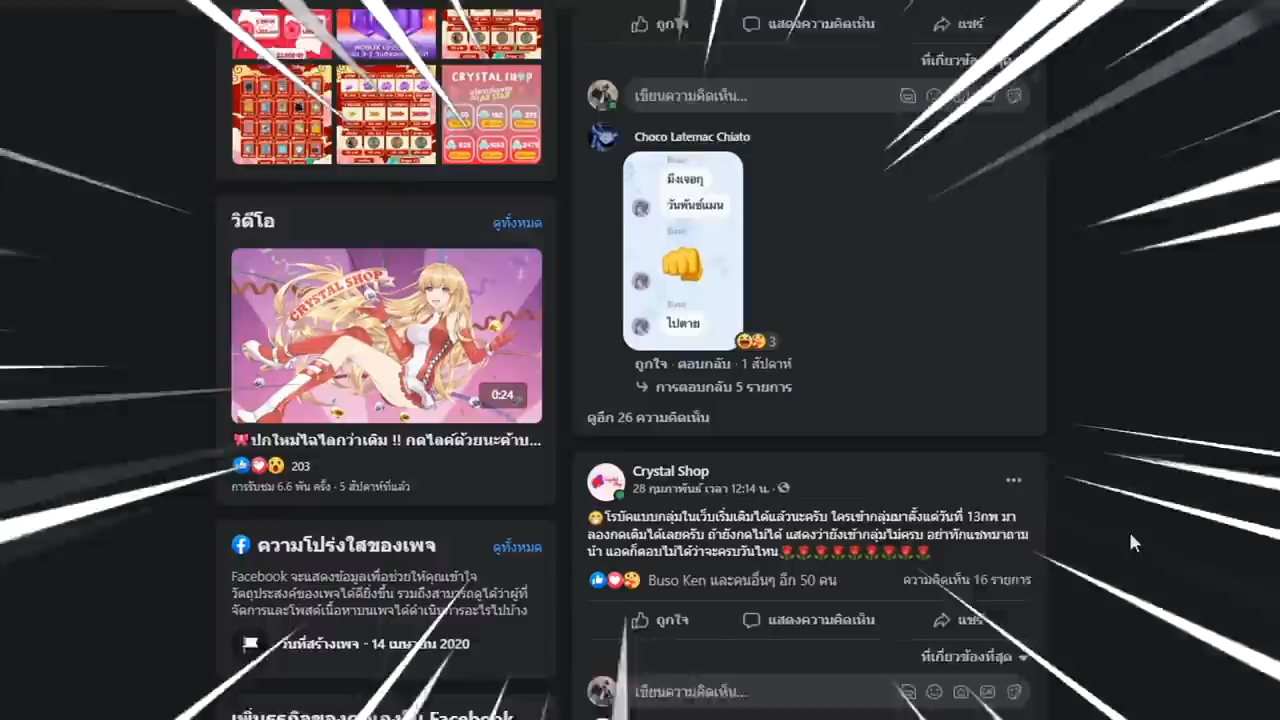 CRYSTAL SHOP
วิดีโอ
ดูทั้งหมด
CRYSTAL SHOP
0:24
🎀ปกใหม่ไฉไลกว่าเดิม !! กดไลค์ด้วยนะค้าบ...
203
การรับชม 6.6 พัน ครั้ง · 5 สัปดาห์ที่แล้ว
ความโปร่งใสของเพจ
ดูทั้งหมด
Facebook จะแสดงข้อมูลเพื่อช่วยให้คุณเข้าใจ
วัตถุประสงค์ของเพจได้ดียิ่งขึ้น รวมถึงสามารถดูได้ว่าผู้ที่
จัดการและโพสต์เนื้อหาบนเพจได้ดำเนินการอะไรไปบ้าง
วันที่สร้างเพจ - 14 เมษายน 2020
ถูกใจ
แสดงความคิดเห็น
แชร์
ที่เกี่ยวข้องที่สุด
เขียนความคิดเห็น...
Choco Latemac Chiato
มึงเจอกุ
วันพันช์แมน
ไปตาย
3
ถูกใจ · ตอบกลับ · 1 สัปดาห์
การตอบกลับ 5 รายการ
ดูอีก 26 ความคิดเห็น
Crystal Shop
28 กุมภาพันธ์ เวลา 12:14 น. ·
😁โรบัคแบบกลุ่มในเว็บเริ่มเติมได้แล้วนะครับ ใครเข้ากลุ่มมาตั้งแต่วันที่ 13กพ มา
ลองกดเติมได้เลยครับ ถ้ายังกดไม่ได้ แสดงว่ายังเข้ากลุ่มไม่ครบ อย่าทักแชทมาถาม
น้า แอดก็ตอบไม่ได้ว่าจะครบวันไหน🌹🌹🌹🌹🌹🌹🌹🌹🌹
Buso Ken และคนอื่นๆ อีก 50 คน
ความคิดเห็น 16 รายการ
ถูกใจ
แสดงความคิดเห็น
แชร์
ที่เกี่ยวข้องที่สุด
เขียนความคิดเห็น...